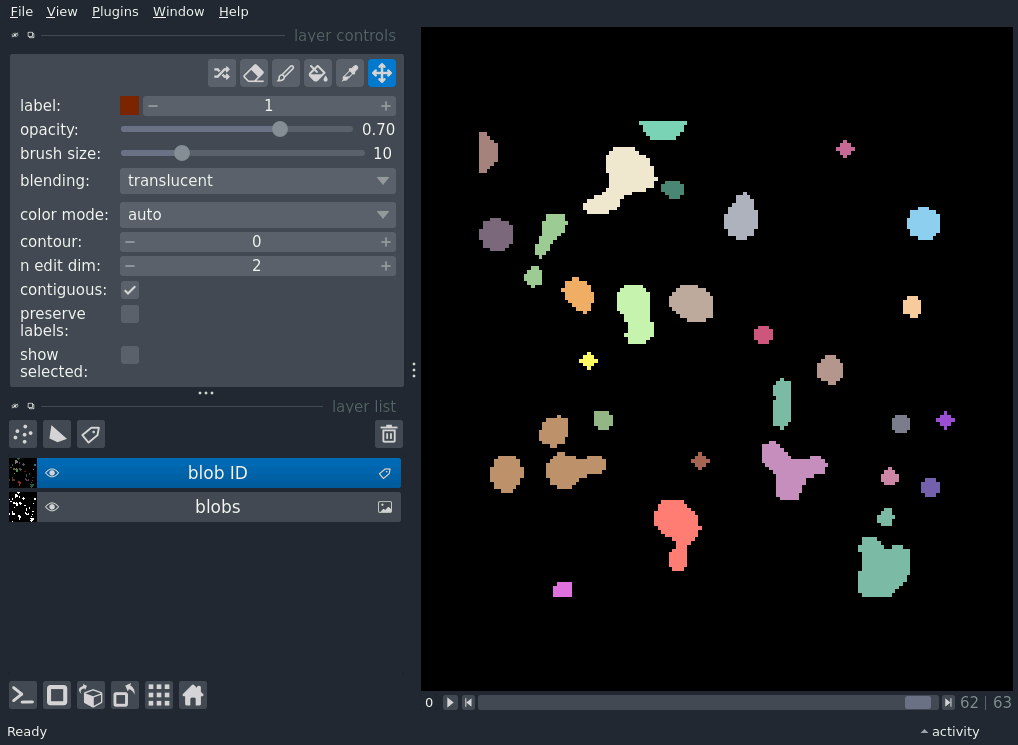 File View Plugins Window Help
layer controls
label: 1
opacity: 0.70
brush size: 10
blending: translucent
color mode: auto
contour: 0
n edit dim: 2
contiguous:
preserve
labels:
show
selected:
layer list
blob ID
blobs
0 62 | 63
Ready activity